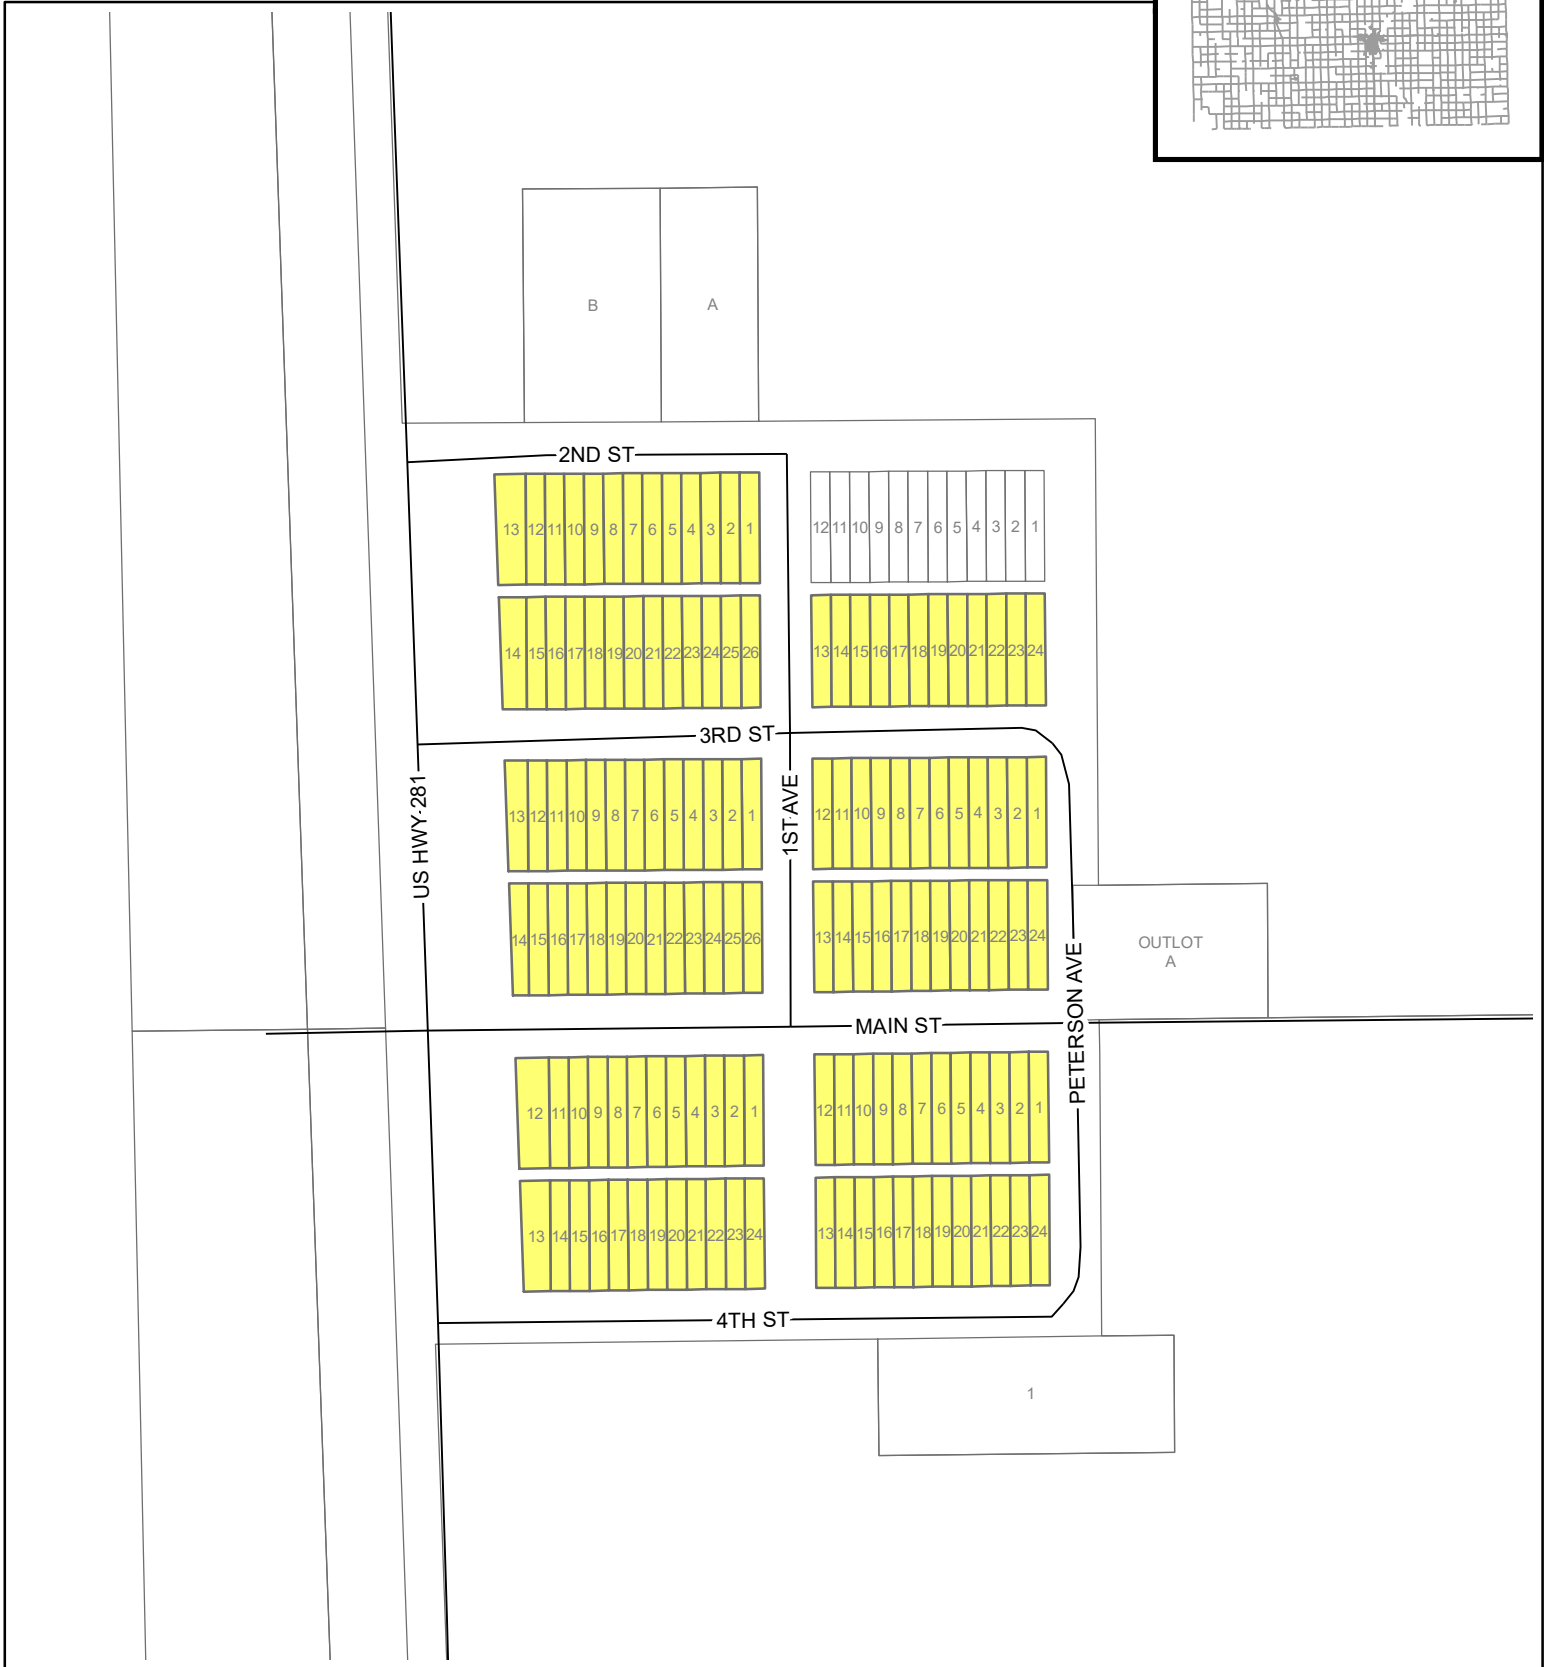 B A
2ND ST
13 12 11 10 9 8 7 6 5 4 3 2 1
12 11 10 9 8 7 6 5 4 3 2 1
14 15 16 17 18 19 20 21 22 23 24 25 26
13 14 15 16 17 18 19 20 21 22 23 24
3RD ST
US HWY-281
1ST AVE
13 12 11 10 9 8 7 6 5 4 3 2 1
12 11 10 9 8 7 6 5 4 3 2 1
14 15 16 17 18 19 20 21 22 23 24 25 26
13 14 15 16 17 18 19 20 21 22 23 24
OUTLOT
A
PETERSON AVE
MAIN ST
12 11 10 9 8 7 6 5 4 3 2 1
12 11 10 9 8 7 6 5 4 3 2 1
13 14 15 16 17 18 19 20 21 22 23 24
13 14 15 16 17 18 19 20 21 22 23 24
4TH ST
1